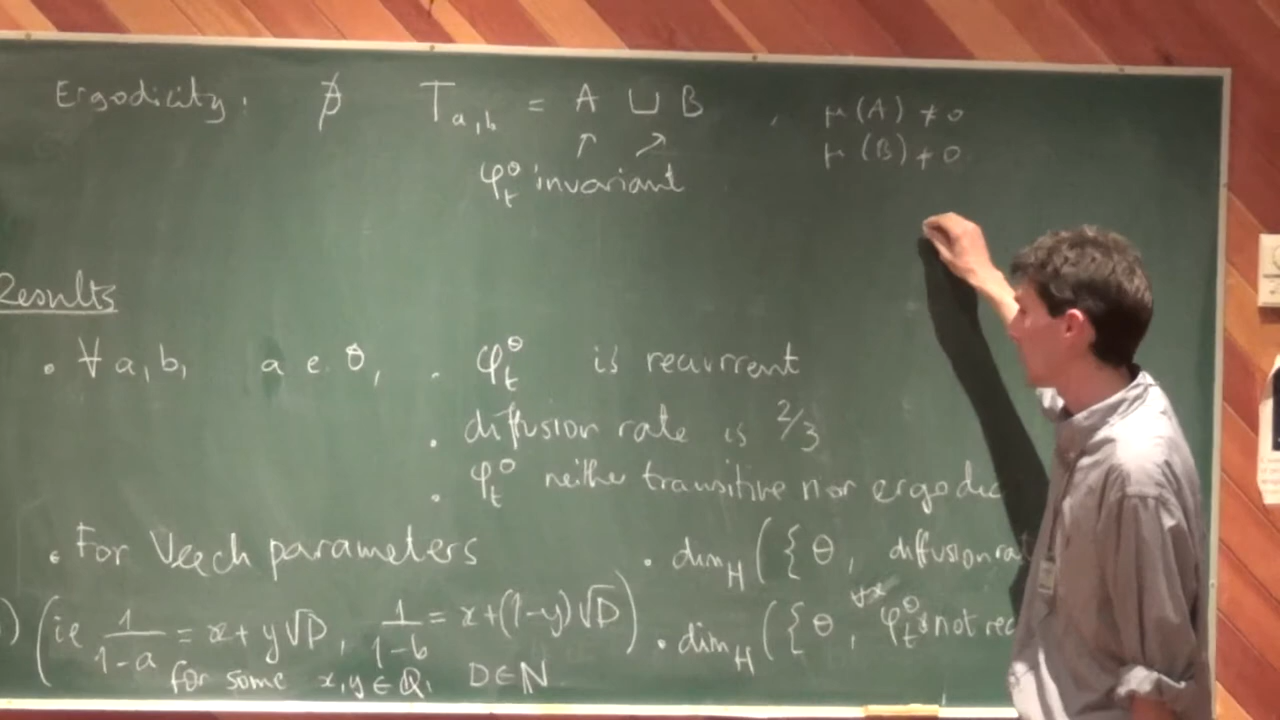 Ergodicity: ∄ T_{a,b} = A ⊔ B , μ(A) ≠ 0
μ(B) ≠ 0
↑ ↗
φ_t^θ invariant
Results
• ∀ a, b, a e. θ, • φ_t^θ is recurrent
• diffusion rate is 2/3
• φ_t^θ neither transitive nor ergodic
• For Veech parameters • dim_H ({θ, diffusion rat
) (ie 1/(1-a) = x + y√D, 1/(1-b) = x + (1-y)√D) • dim_H ({θ, ∀x φ_t^θ not rec
for some x, y ∈ ℚ, D ∈ ℕ